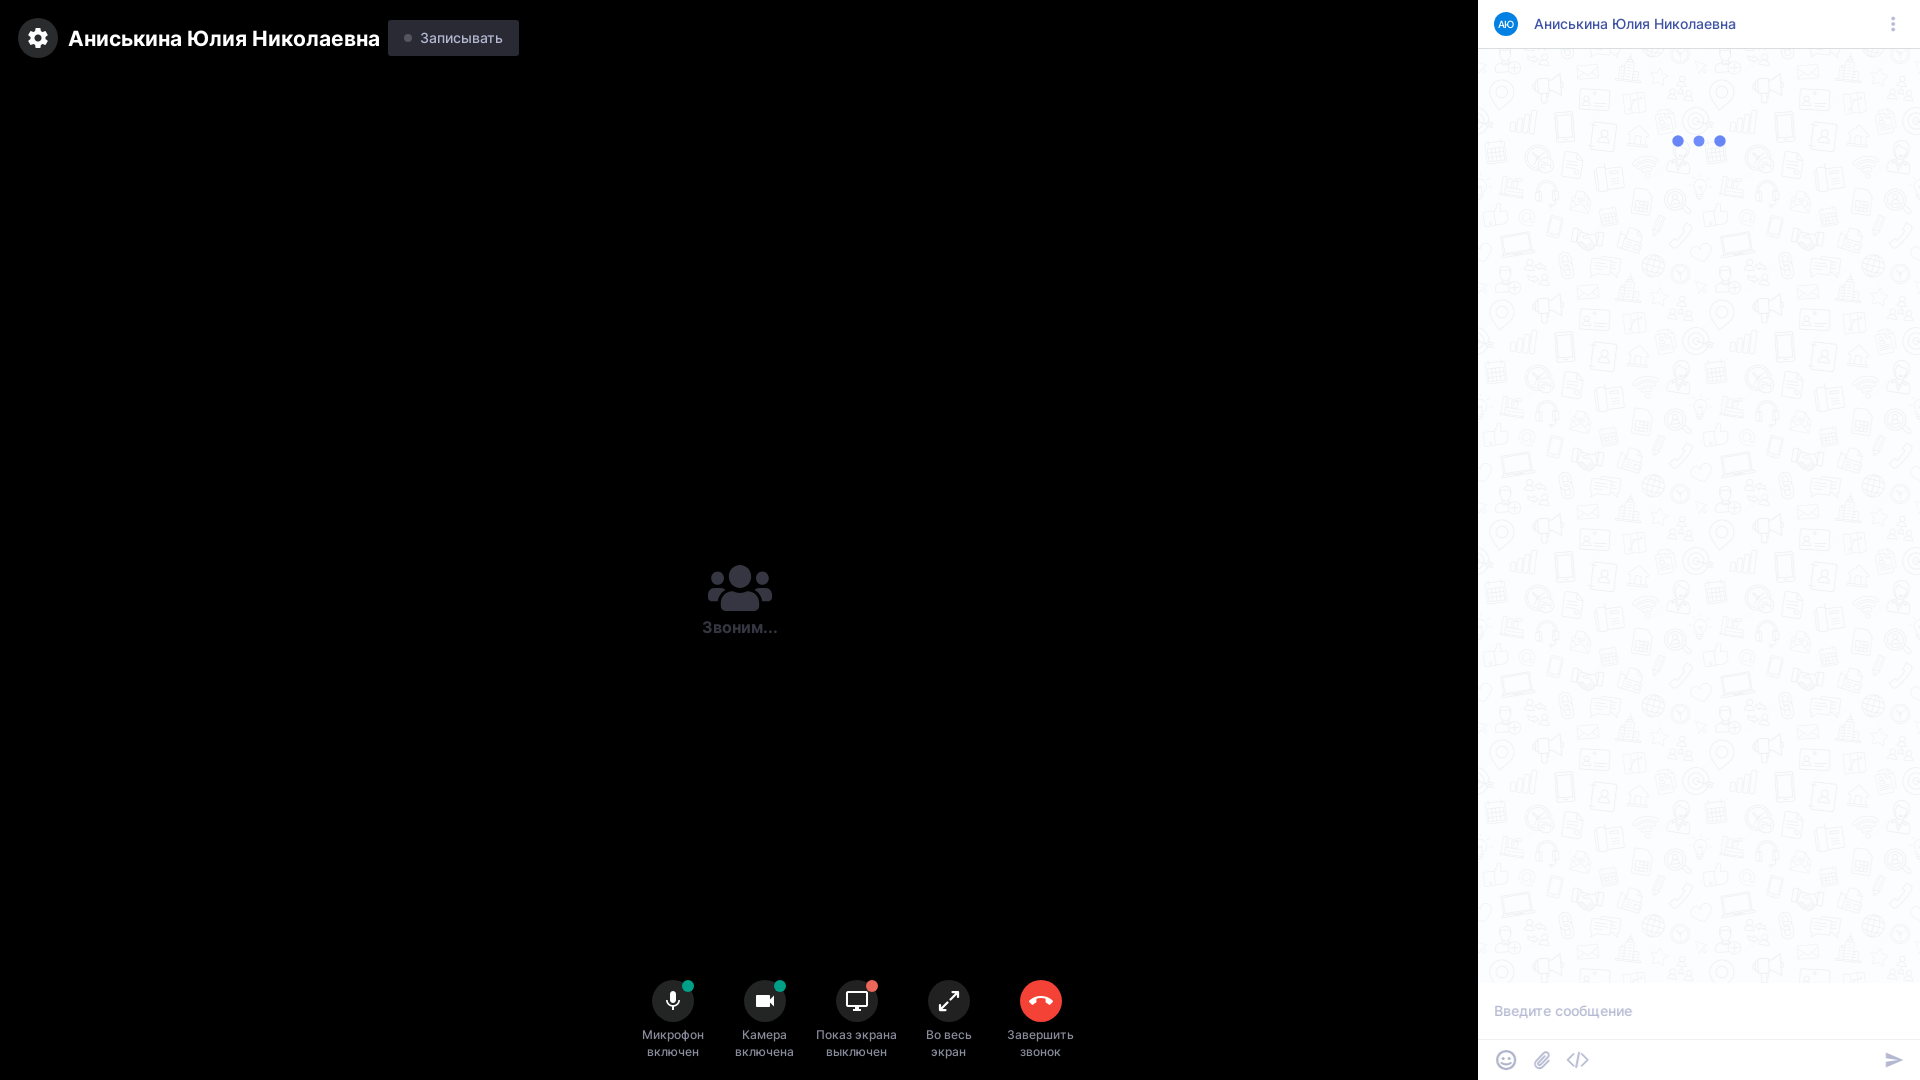 Аниськина Юлия Николаевна
Записывать
АЮ
Аниськина Юлия Николаевна
Звоним...
Микрофон
включен
Камера
включена
Показ экрана
выключен
Во весь
экран
Завершить
звонок
Введите сообщение